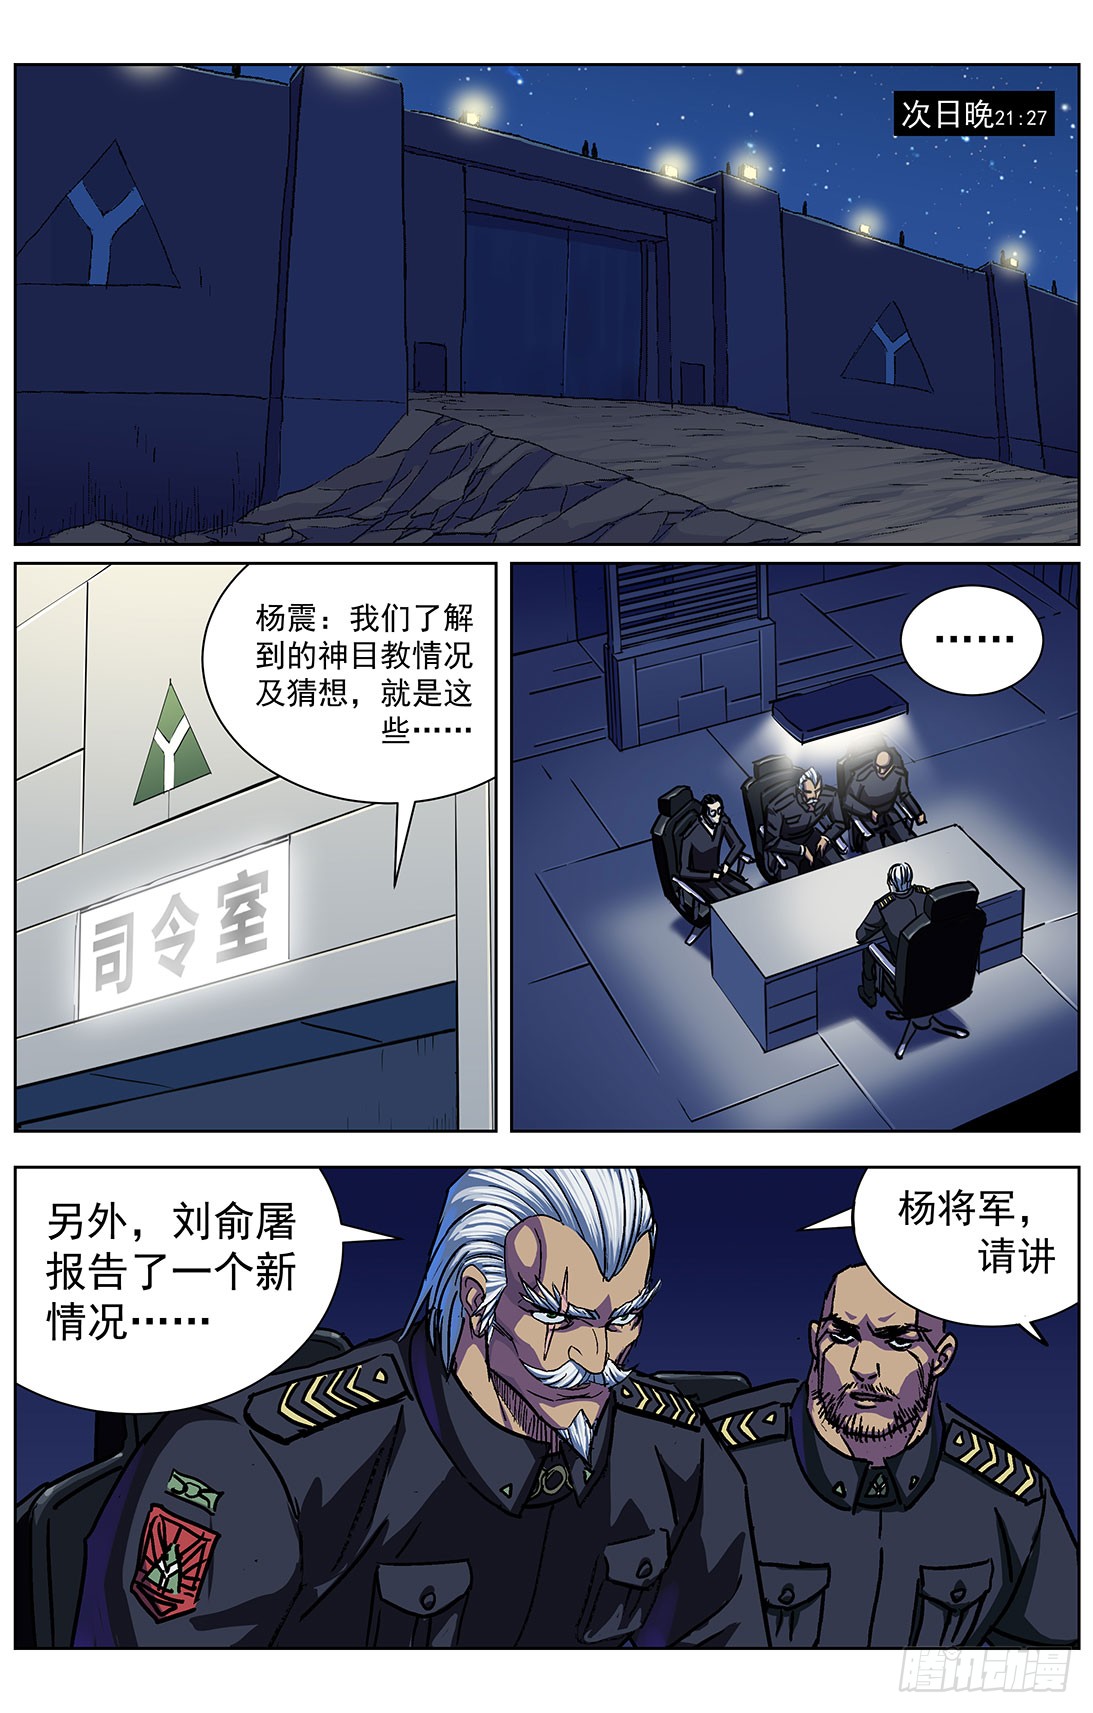 次日晚21:27
杨震：我们了解
到的神目教情况
及猜想，就是这
些……
司令室
……
另外，刘俞屠
报告了一个新
情况……
杨将军，
请讲
腾讯动漫